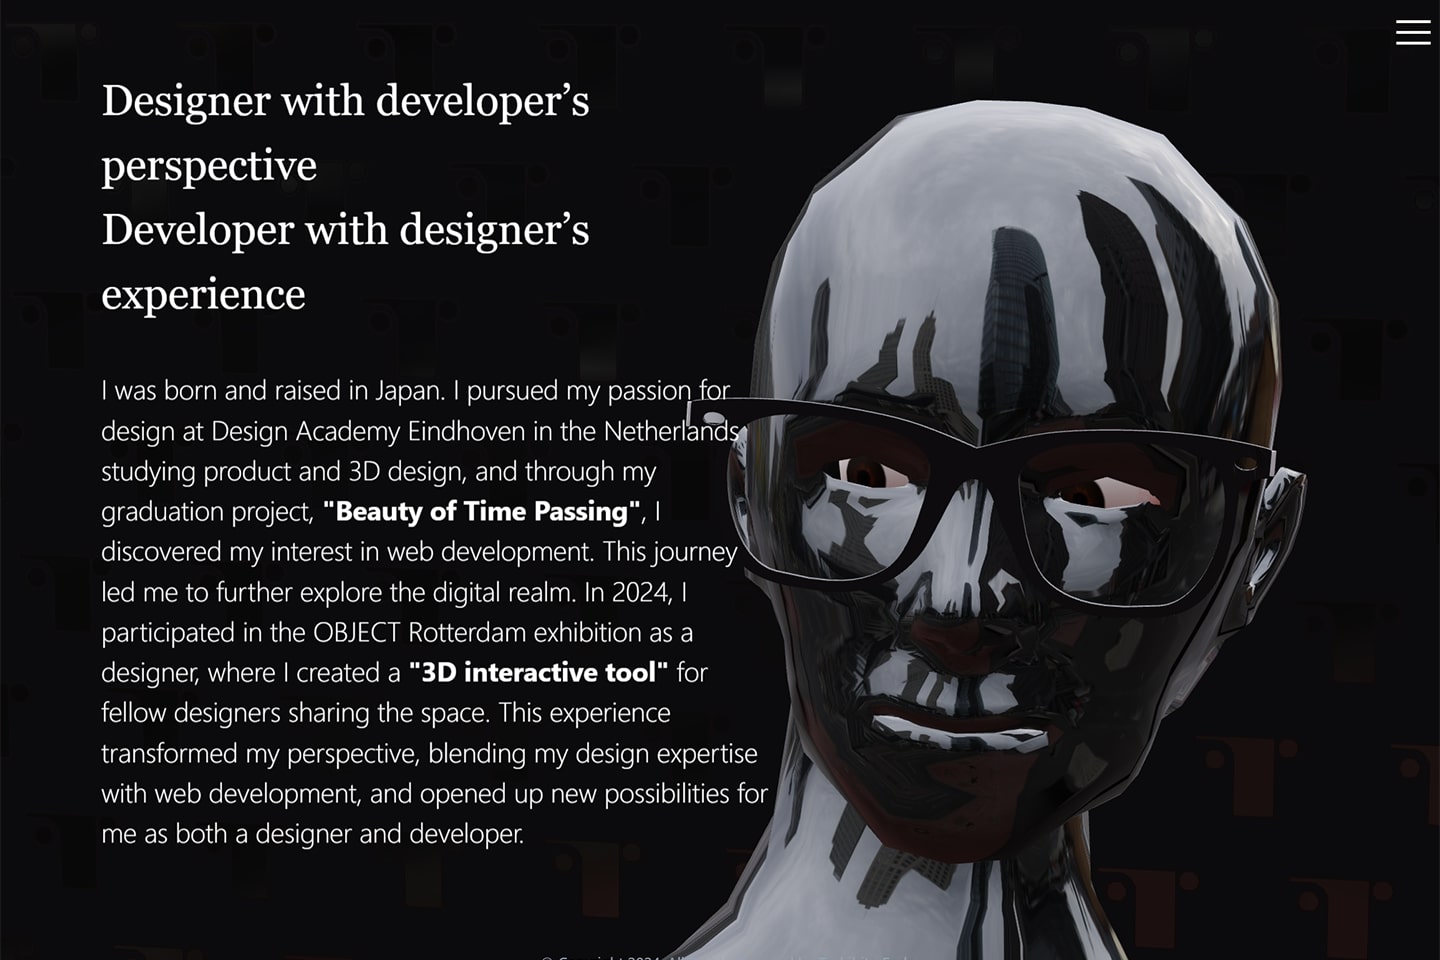 Designer with developer’s
perspective
Developer with designer’s
experience
I was born and raised in Japan. I pursued my passion for
design at Design Academy Eindhoven in the Netherlands,
studying product and 3D design, and through my
graduation project, "Beauty of Time Passing", I
discovered my interest in web development. This journey
led me to further explore the digital realm. In 2024, I
participated in the OBJECT Rotterdam exhibition as a
designer, where I created a "3D interactive tool" for
fellow designers sharing the space. This experience
transformed my perspective, blending my design expertise
with web development, and opened up new possibilities for
me as both a designer and developer.